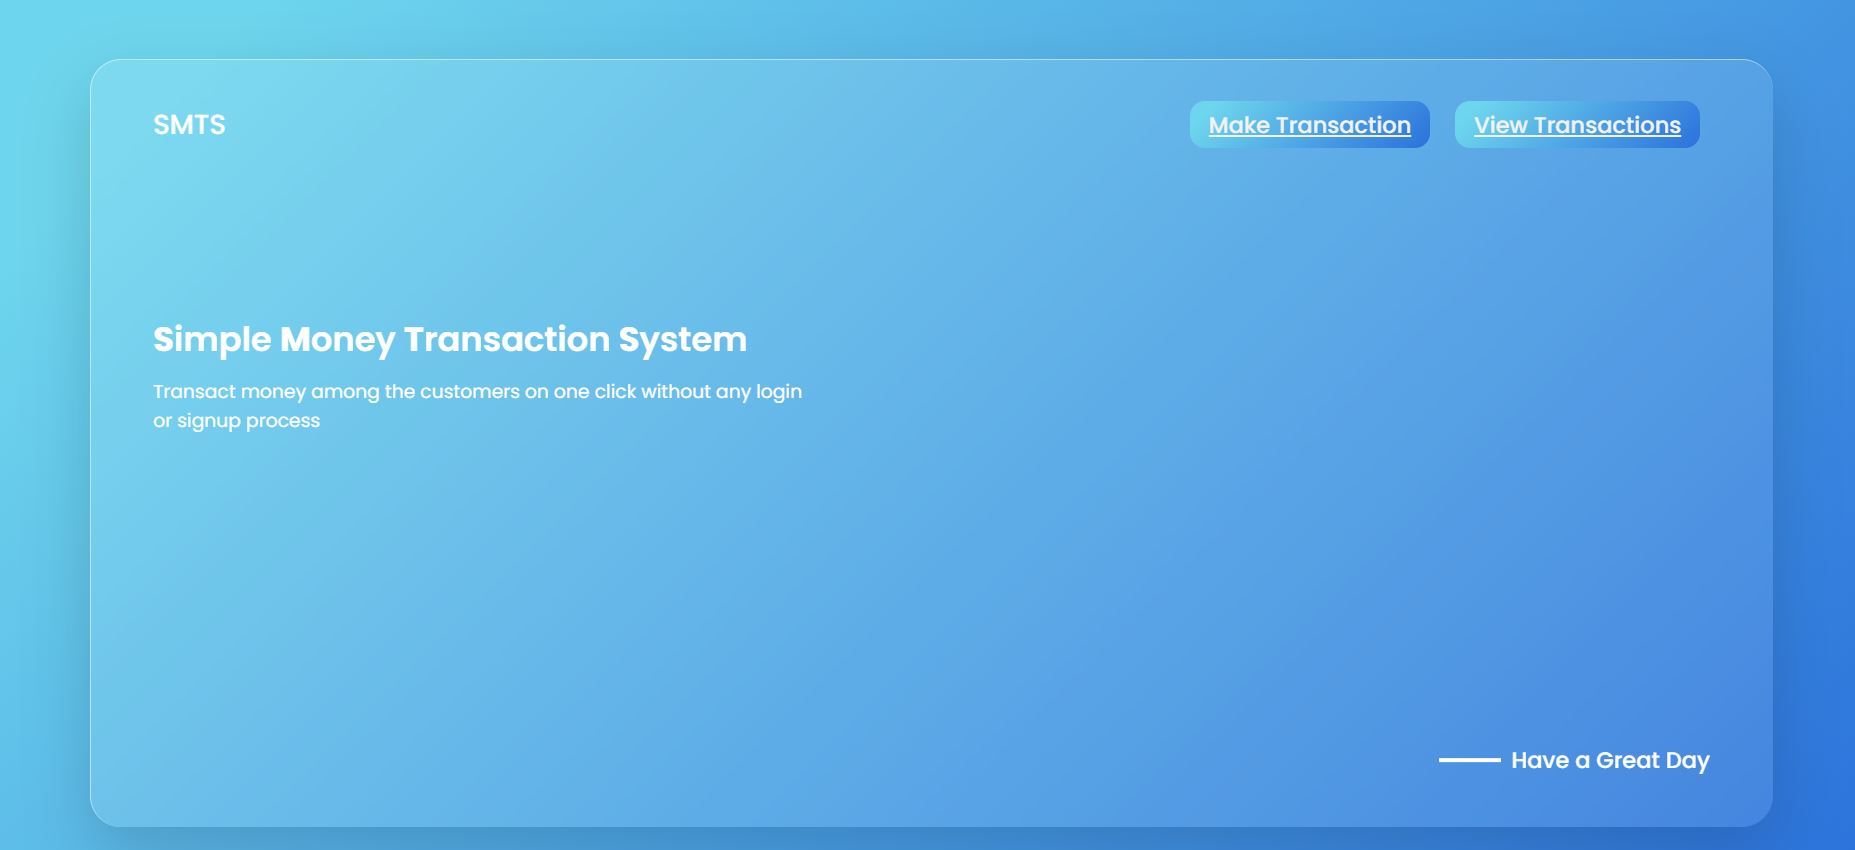 SMTS
Make Transaction
View Transactions
Simple Money Transaction System
Transact money among the customers on one click without any login
or signup process
Have a Great Day